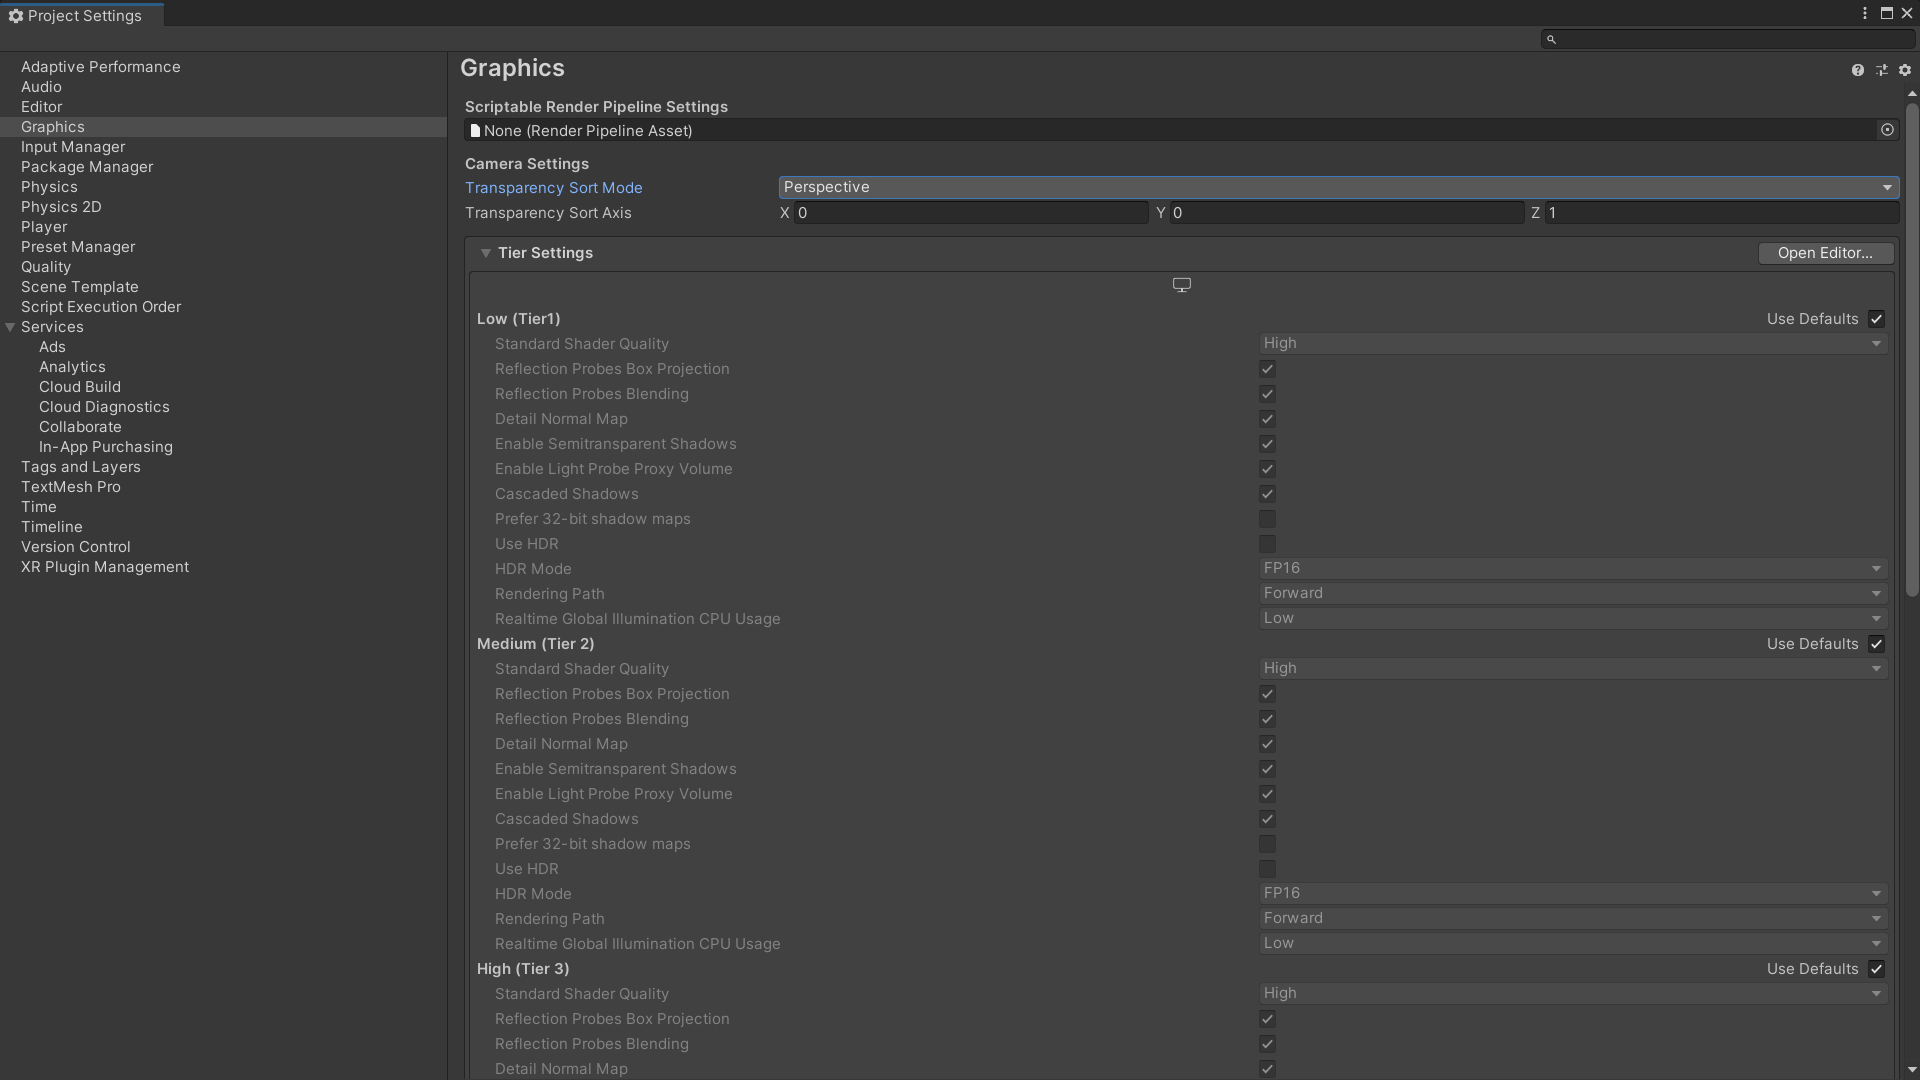 Project Settings
Adaptive Performance
Audio
Editor
Graphics
Input Manager
Package Manager
Physics
Physics 2D
Player
Preset Manager
Quality
Scene Template
Script Execution Order
Services
Ads
Analytics
Cloud Build
Cloud Diagnostics
Collaborate
In-App Purchasing
Tags and Layers
TextMesh Pro
Time
Timeline
Version Control
XR Plugin Management
Graphics
Scriptable Render Pipeline Settings
None (Render Pipeline Asset)
Camera Settings
Transparency Sort Mode Perspective
Transparency Sort Axis X 0 Y 0 Z 1
Tier Settings Open Editor...
Low (Tier1) Use Defaults
Standard Shader Quality High
Reflection Probes Box Projection
Reflection Probes Blending
Detail Normal Map
Enable Semitransparent Shadows
Enable Light Probe Proxy Volume
Cascaded Shadows
Prefer 32-bit shadow maps
Use HDR
HDR Mode FP16
Rendering Path Forward
Realtime Global Illumination CPU Usage Low
Medium (Tier 2) Use Defaults
Standard Shader Quality High
Reflection Probes Box Projection
Reflection Probes Blending
Detail Normal Map
Enable Semitransparent Shadows
Enable Light Probe Proxy Volume
Cascaded Shadows
Prefer 32-bit shadow maps
Use HDR
HDR Mode FP16
Rendering Path Forward
Realtime Global Illumination CPU Usage Low
High (Tier 3) Use Defaults
Standard Shader Quality High
Reflection Probes Box Projection
Reflection Probes Blending
Detail Normal Map